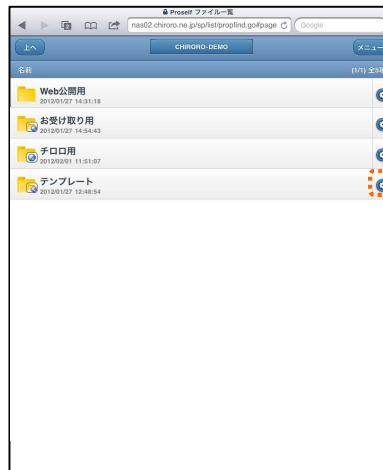 Proself ファイル一覧
nas02.chiroro.ne.jp/sp/list/propfind.go#page
Google
上へ
CHIRORO-DEMO
メニュー
名前
(1/1) 全5
Web公開用
2012/01/27 14:31:18
お受け取り用
2012/01/27 14:54:43
チロロ用
2012/02/01 11:51:07
テンプレート
2012/01/27 12:48:54